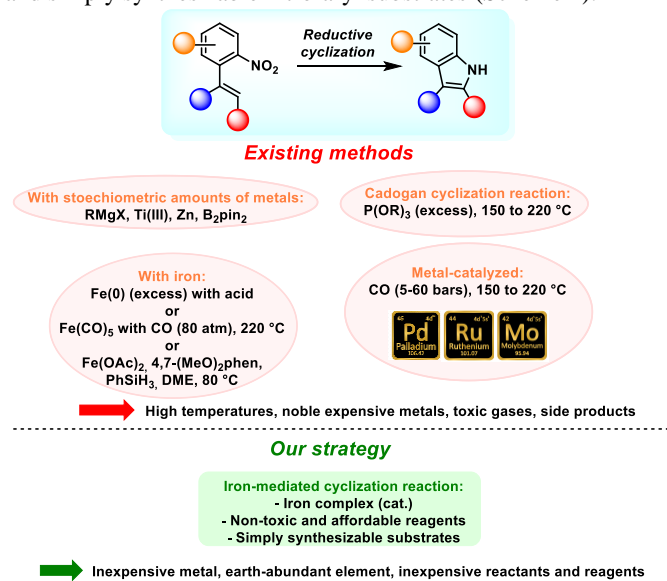 Reductive
cyclization
NO2
NH
Existing methods
With stoechiometric amounts of metals:
RMgX, Ti(III), Zn, B2pin2
Cadogan cyclization reaction:
P(OR)3 (excess), 150 to 220 °C
With iron:
Fe(0) (excess) with acid
or
Fe(CO)5 with CO (80 atm), 220 °C
or
Fe(OAc)2, 4,7-(MeO)2phen,
PhSiH3, DME, 80 °C
Metal-catalyzed:
CO (5-60 bars), 150 to 220 °C
Pd
Palladium
106.42
Ru
Ruthenium
101.07
Mo
Molybdenum
95.94
High temperatures, noble expensive metals, toxic gases, side products
Our strategy
Iron-mediated cyclization reaction:
- Iron complex (cat.)
- Non-toxic and affordable reagents
- Simply synthesizable substrates
Inexpensive metal, earth-abundant element, inexpensive reactants and reagents